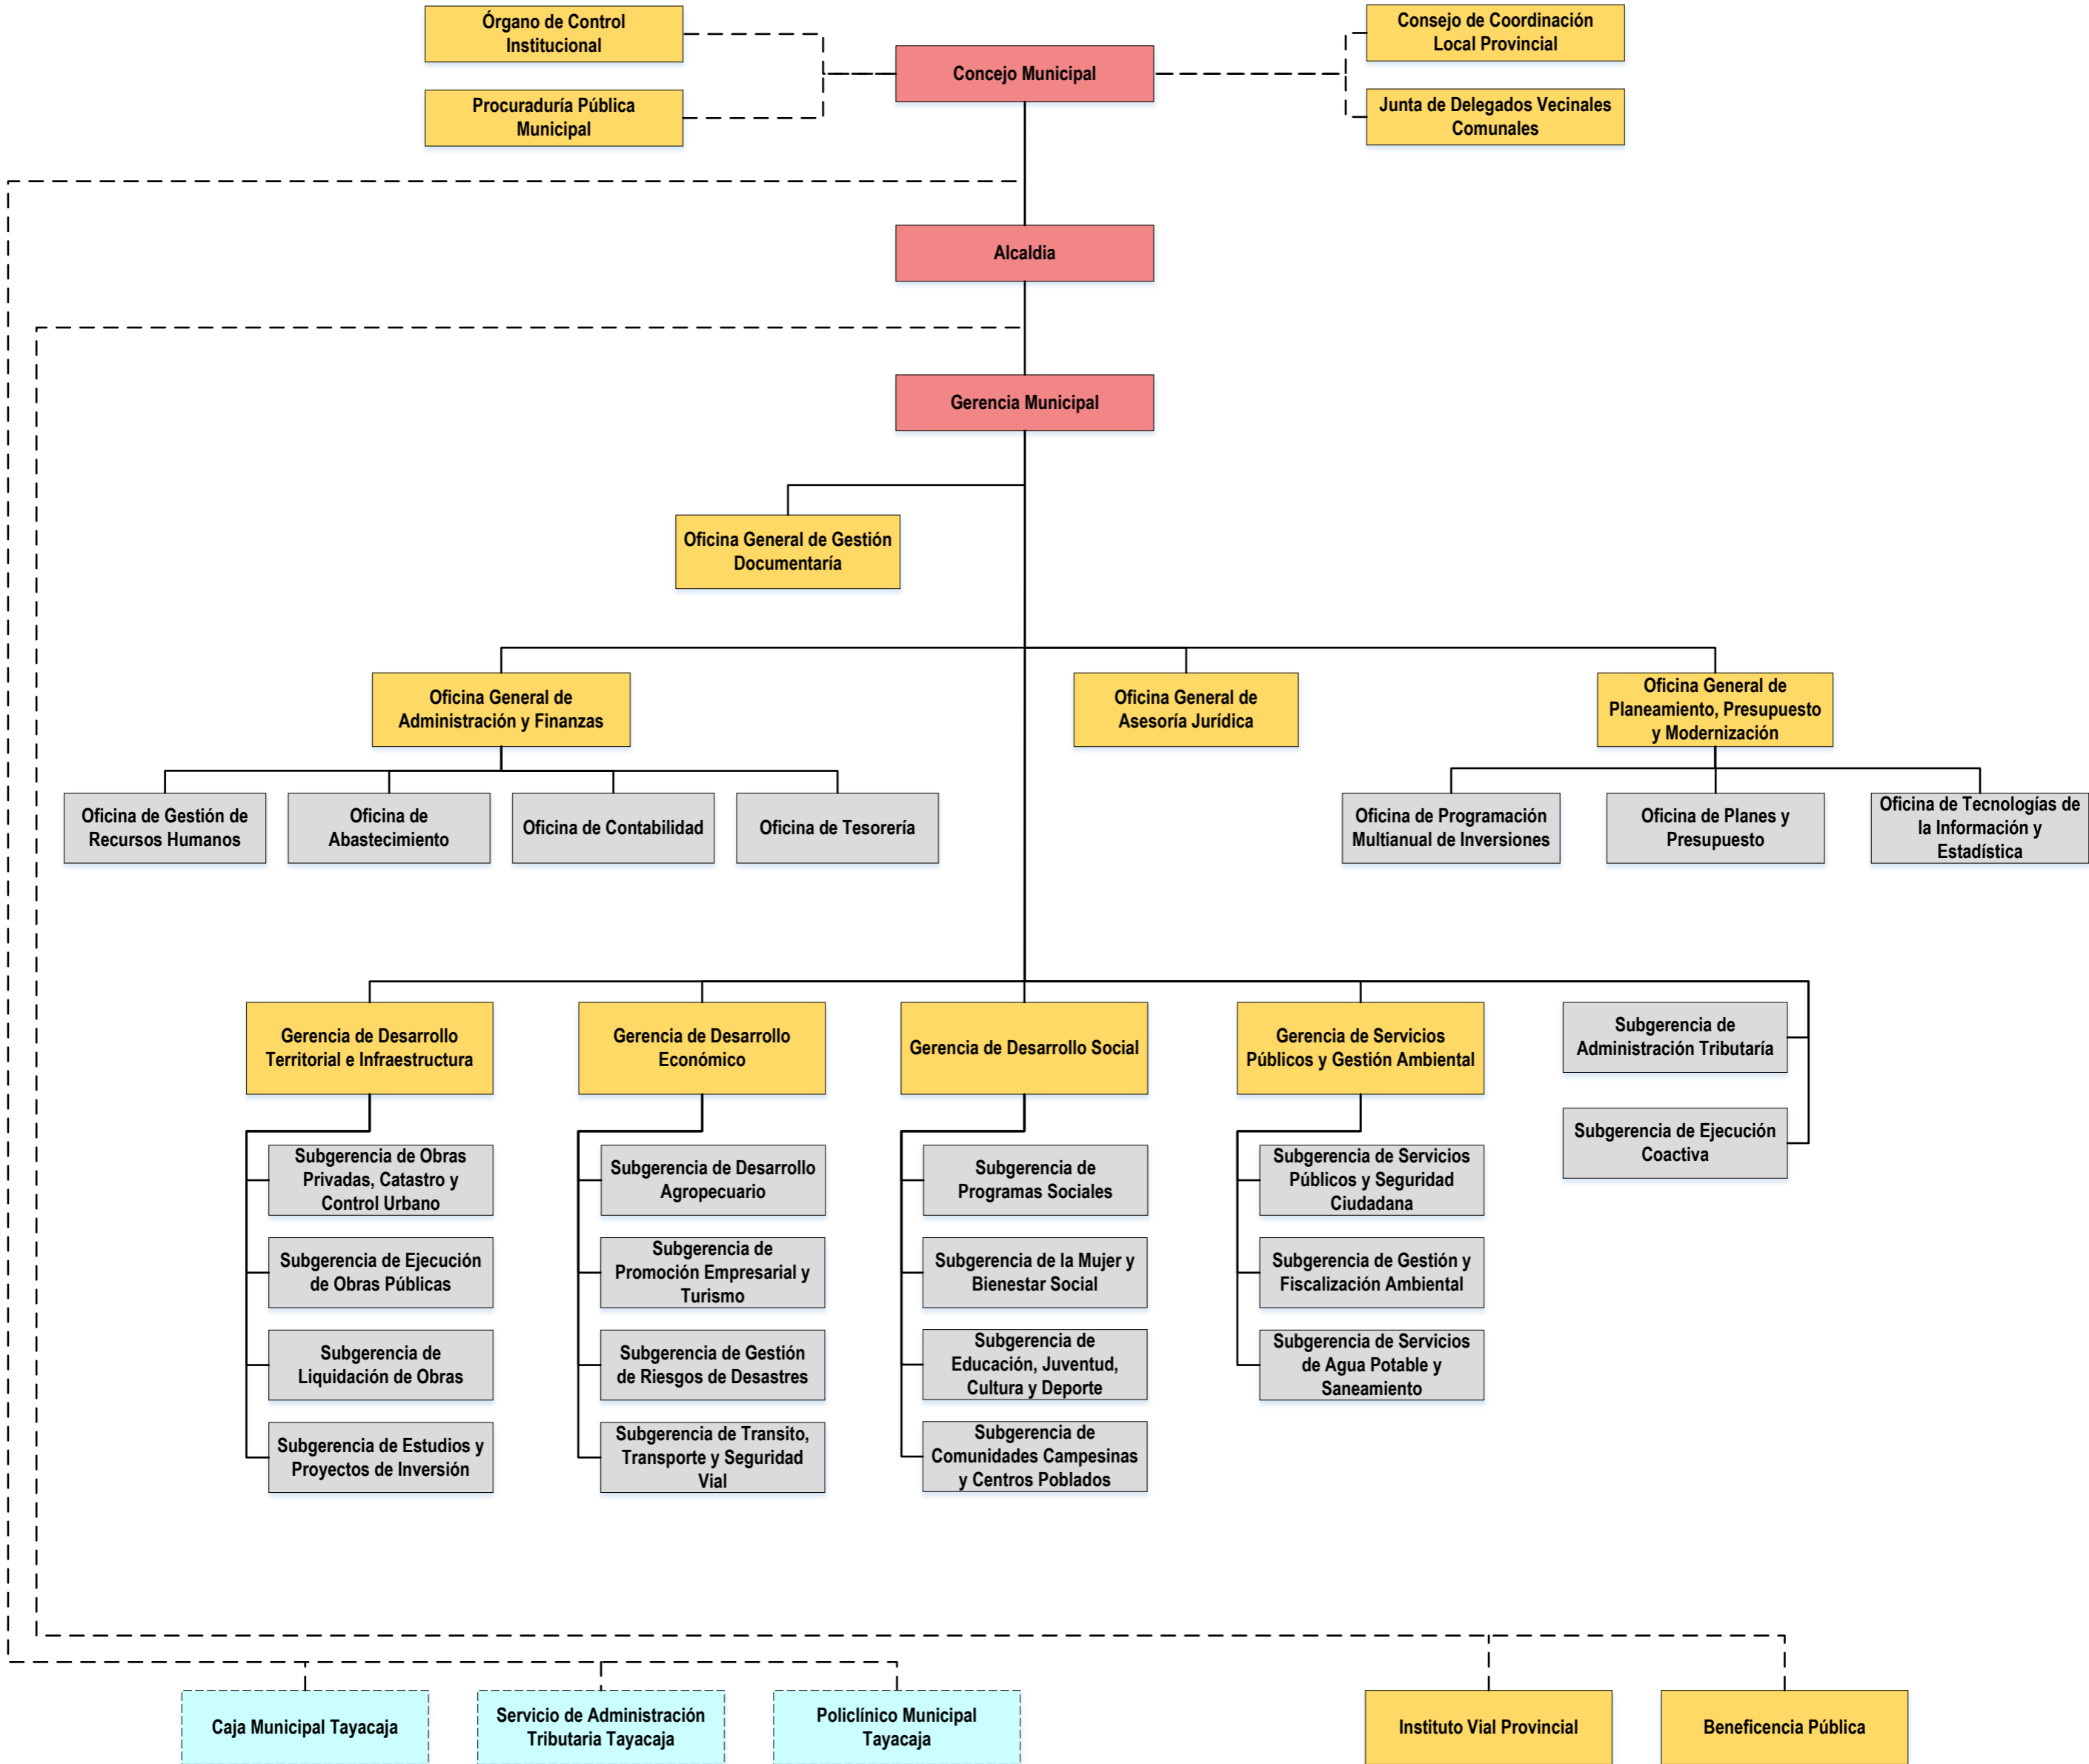 Órgano de Control
Institucional
Consejo de Coordinación
Local Provincial
Concejo Municipal
Procuraduría Pública
Municipal
Junta de Delegados Vecinales
Comunales
Alcaldia
Gerencia Municipal
Oficina General de Gestión
Documentaría
Oficina General de
Administración y Finanzas
Oficina General de
Asesoría Jurídica
Oficina General de
Planeamiento, Presupuesto
y Modernización
Oficina de Gestión de
Recursos Humanos
Oficina de
Abastecimiento
Oficina de Contabilidad
Oficina de Tesorería
Oficina de Programación
Multianual de Inversiones
Oficina de Planes y
Presupuesto
Oficina de Tecnologías de
la Información y
Estadística
Gerencia de Desarrollo
Territorial e Infraestructura
Gerencia de Desarrollo
Económico
Gerencia de Desarrollo Social
Gerencia de Servicios
Públicos y Gestión Ambiental
Subgerencia de
Administración Tributaría
Subgerencia de Ejecución
Coactiva
Subgerencia de Obras
Privadas, Catastro y
Control Urbano
Subgerencia de Desarrollo
Agropecuario
Subgerencia de
Programas Sociales
Subgerencia de Servicios
Públicos y Seguridad
Ciudadana
Subgerencia de Ejecución
de Obras Públicas
Subgerencia de
Promoción Empresarial y
Turismo
Subgerencia de la Mujer y
Bienestar Social
Subgerencia de Gestión y
Fiscalización Ambiental
Subgerencia de
Liquidación de Obras
Subgerencia de Gestión
de Riesgos de Desastres
Subgerencia de
Educación, Juventud,
Cultura y Deporte
Subgerencia de Servicios
de Agua Potable y
Saneamiento
Subgerencia de Estudios y
Proyectos de Inversión
Subgerencia de Transito,
Transporte y Seguridad
Vial
Subgerencia de
Comunidades Campesinas
y Centros Poblados
Caja Municipal Tayacaja
Servicio de Administración
Tributaria Tayacaja
Policlínico Municipal
Tayacaja
Instituto Vial Provincial
Beneficencia Pública